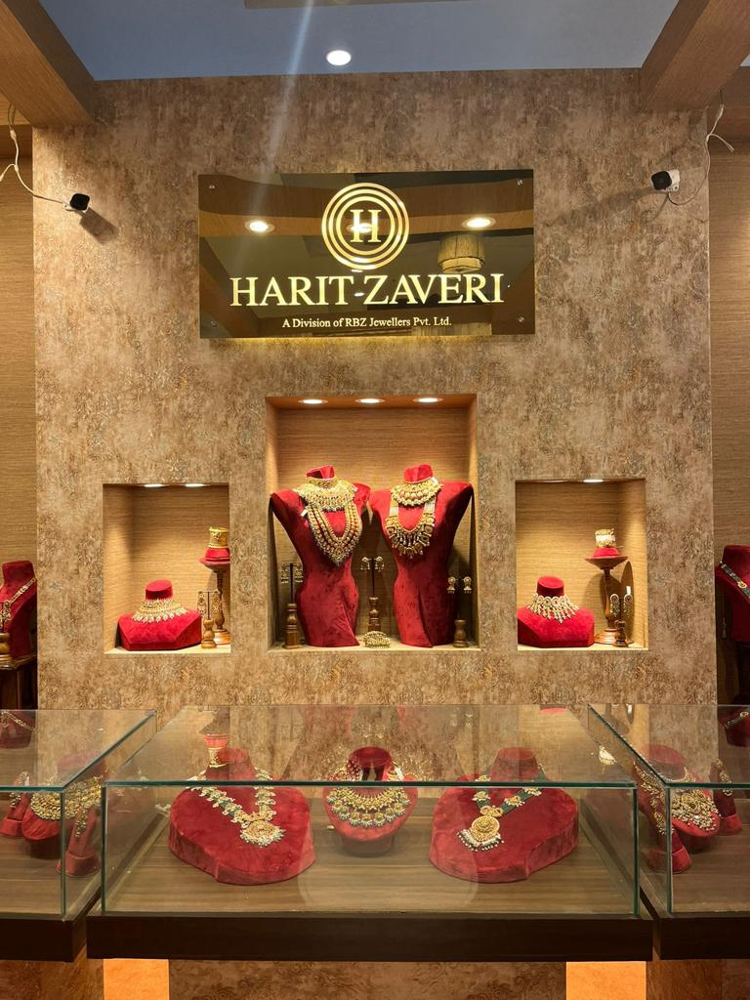 H
HARIT-ZAVERI
A Division of RBZ Jewellers Pvt. Ltd.